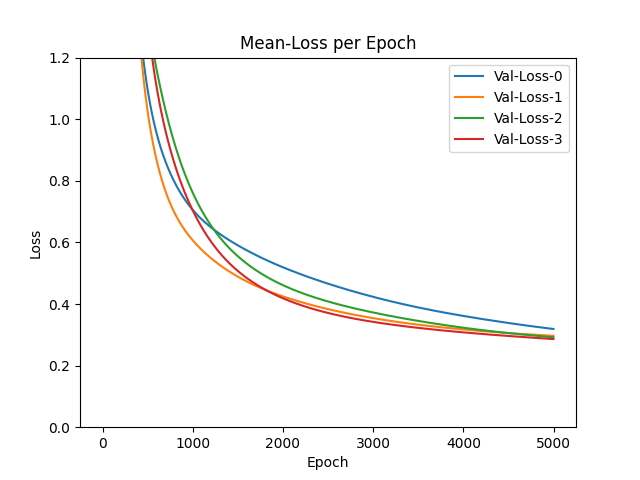 Mean-Loss per Epoch
Val-Loss-0
Val-Loss-1
Val-Loss-2
Val-Loss-3
Loss
1.2
1.0
0.8
0.6
0.4
0.2
0.0
0 1000 2000 3000 4000 5000
Epoch